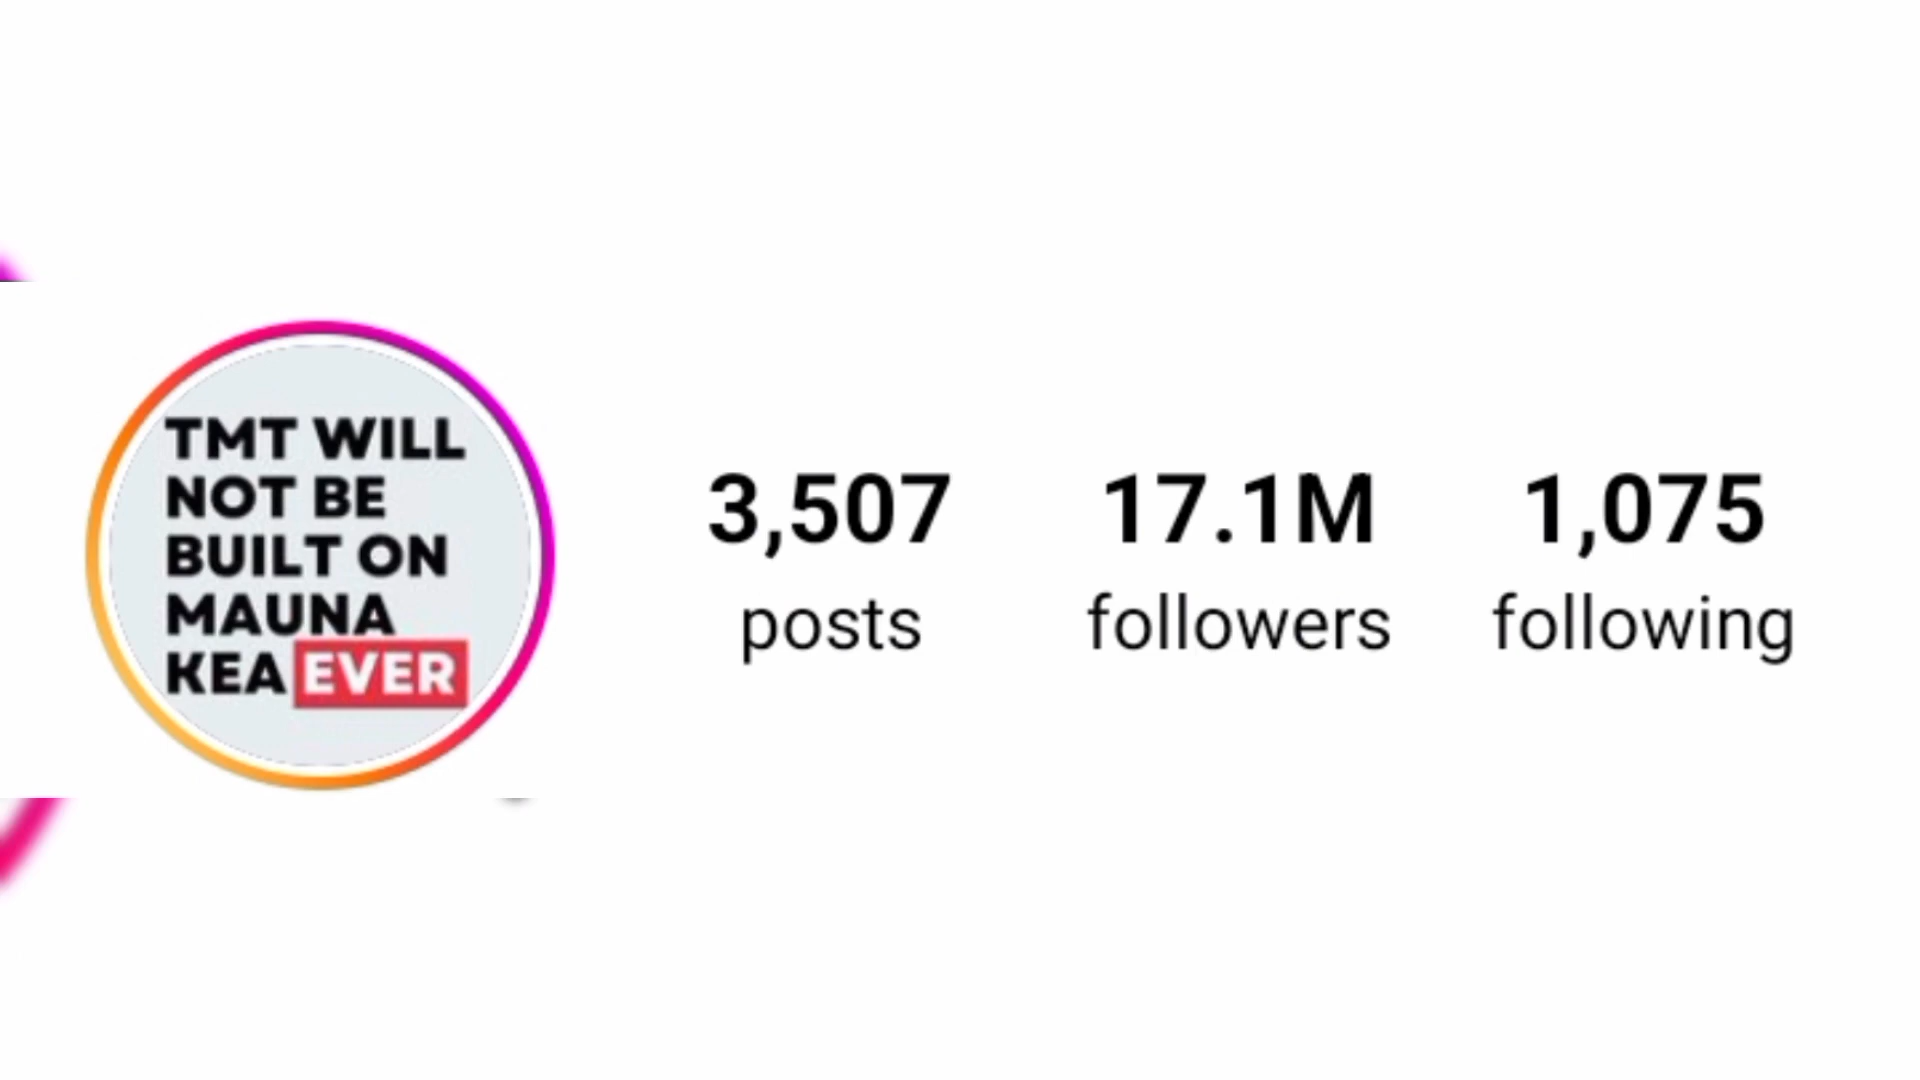 TMT WILL
NOT BE
BUILT ON
MAUNA
KEA EVER
3,507 17.1M 1,075
posts followers following